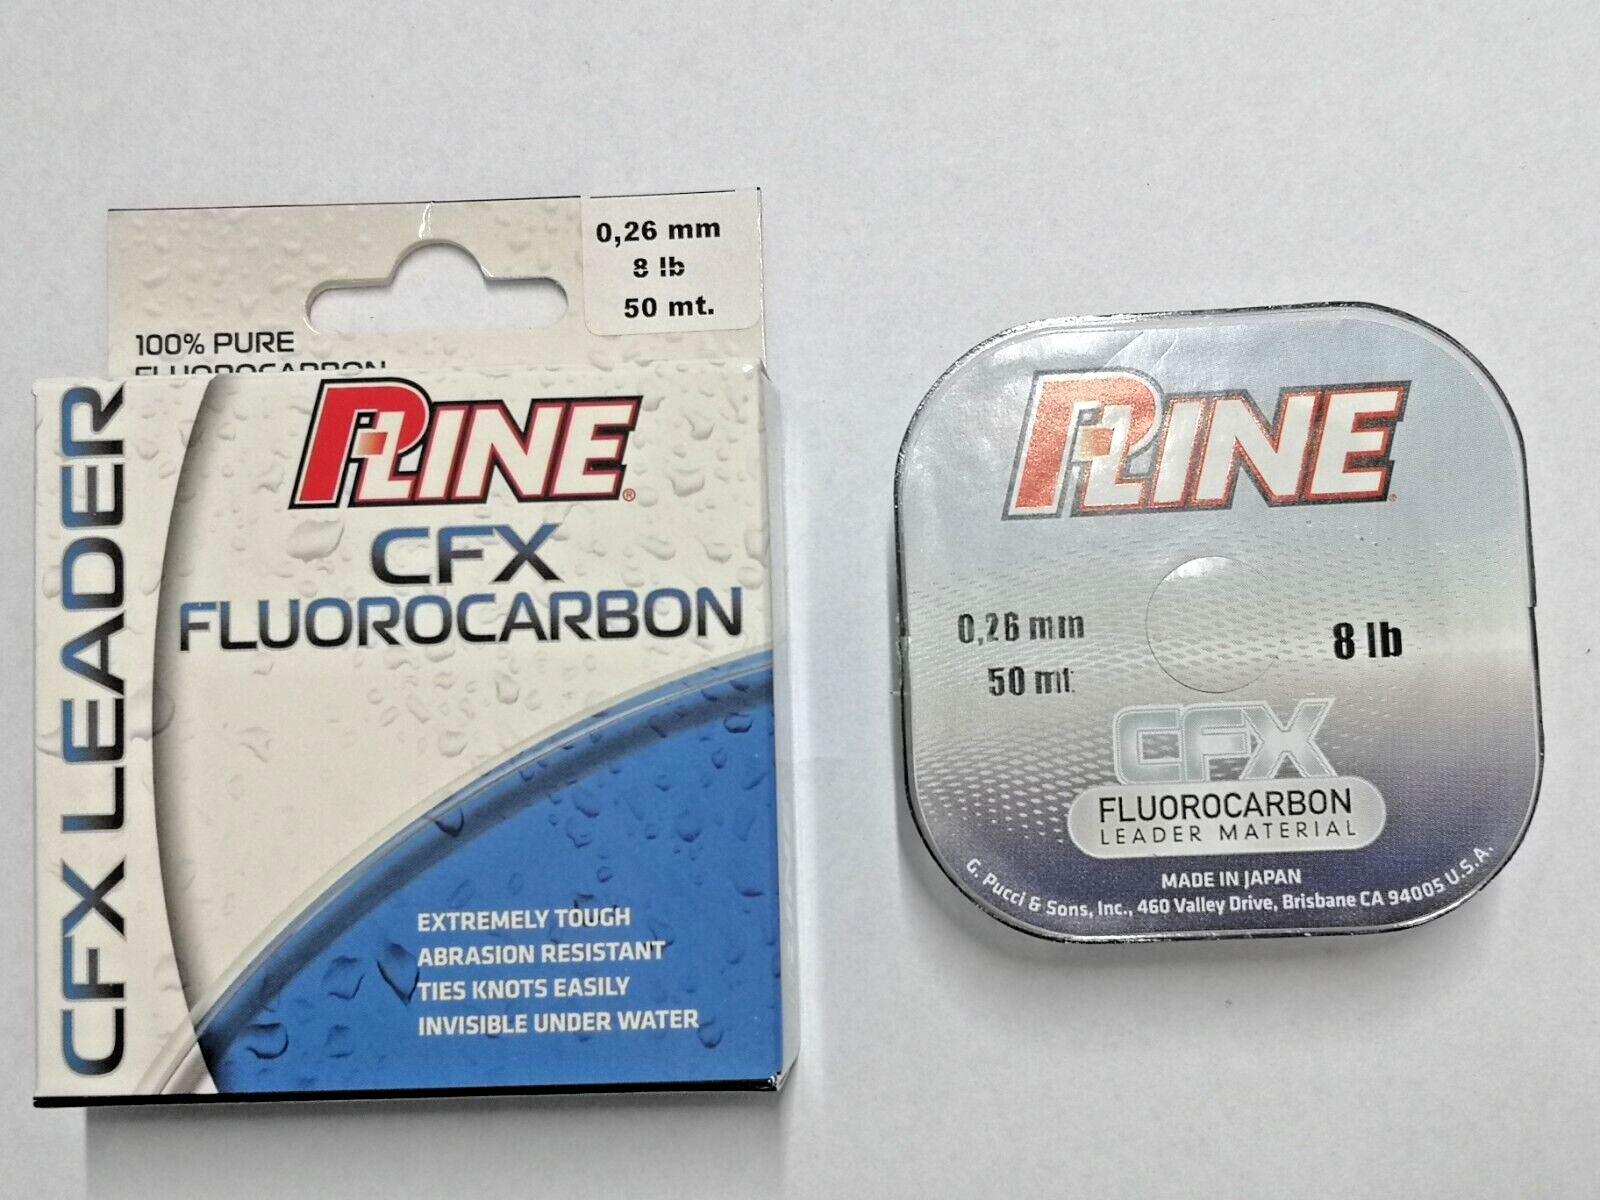 0,26 mm
8 lb
50 mt.
100% PURE
FLUOROCARBON
CFX LEADER
P-LINE®
CFX
FLUOROCARBON
EXTREMELY TOUGH
ABRASION RESISTANT
TIES KNOTS EASILY
INVISIBLE UNDER WATER
P-LINE®
0,26 mm
50 mt.
8 lb
CFX
FLUOROCARBON
LEADER MATERIAL
MADE IN JAPAN
G. Pucci & Sons, Inc., 460 Valley Drive, Brisbane CA 94005 U.S.A.